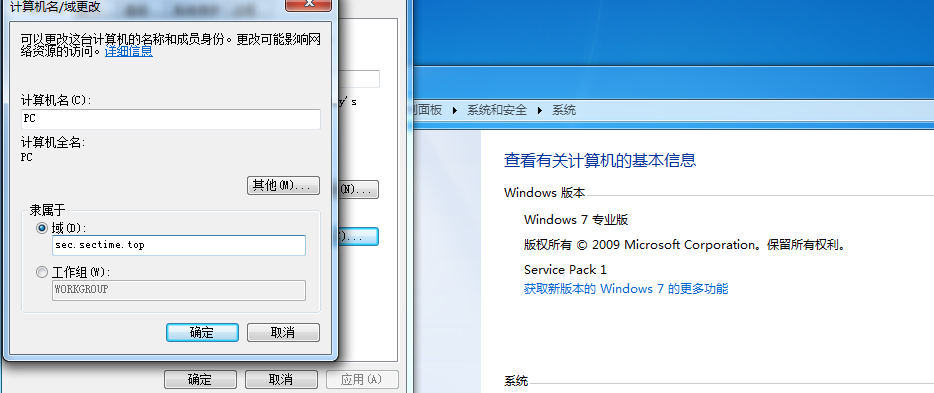 计算机名/域更改
可以更改这台计算机的名称和成员身份。更改可能影响网
络资源的访问。详细信息
计算机名(C):
PC
计算机全名:
PC
其他(M)...
隶属于
域(D):
sec.sectime.top
工作组(W):
WORKGROUP
确定 取消
y's
(N)...
)...
确定 取消 应用(A)
制面板 系统和安全 系统
查看有关计算机的基本信息
Windows 版本
Windows 7 专业版
版权所有 © 2009 Microsoft Corporation。保留所有权利。
Service Pack 1
获取新版本的 Windows 7 的更多功能
系统